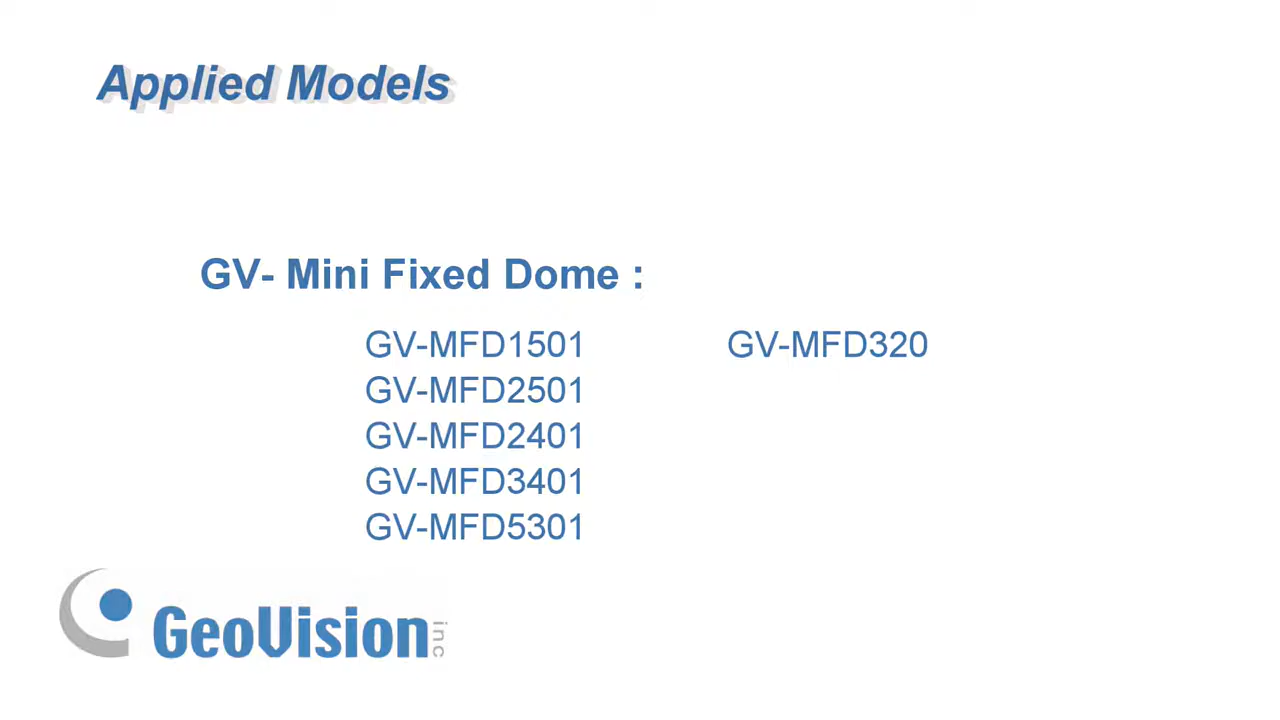 Applied Models
GV- Mini Fixed Dome :
GV-MFD1501 GV-MFD320
GV-MFD2501
GV-MFD2401
GV-MFD3401
GV-MFD5301
GeoVision inc